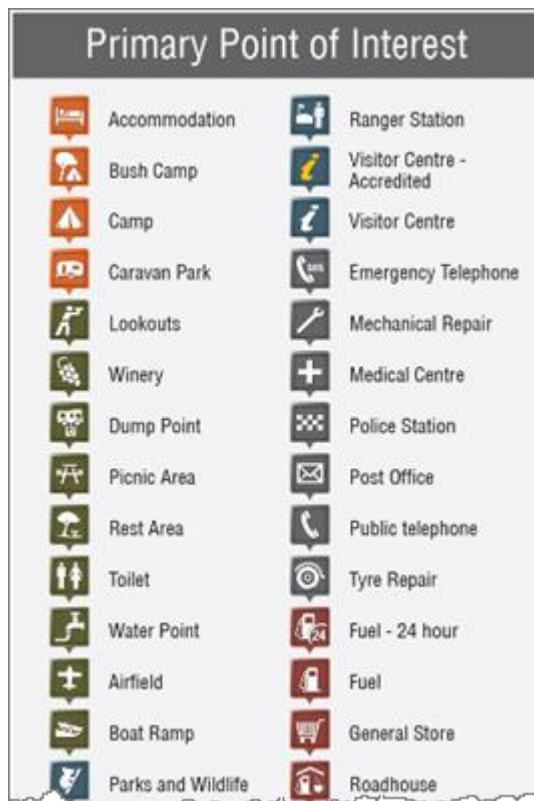 Primary Point of Interest
Accommodation
Bush Camp
Camp
Caravan Park
Lookouts
Winery
Dump Point
Picnic Area
Rest Area
Toilet
Water Point
Airfield
Boat Ramp
Parks and Wildlife
Ranger Station
Visitor Centre -
Accredited
Visitor Centre
SOS
Emergency Telephone
Mechanical Repair
Medical Centre
Police Station
Post Office
Public telephone
Tyre Repair
24
Fuel - 24 hour
Fuel
General Store
Roadhouse